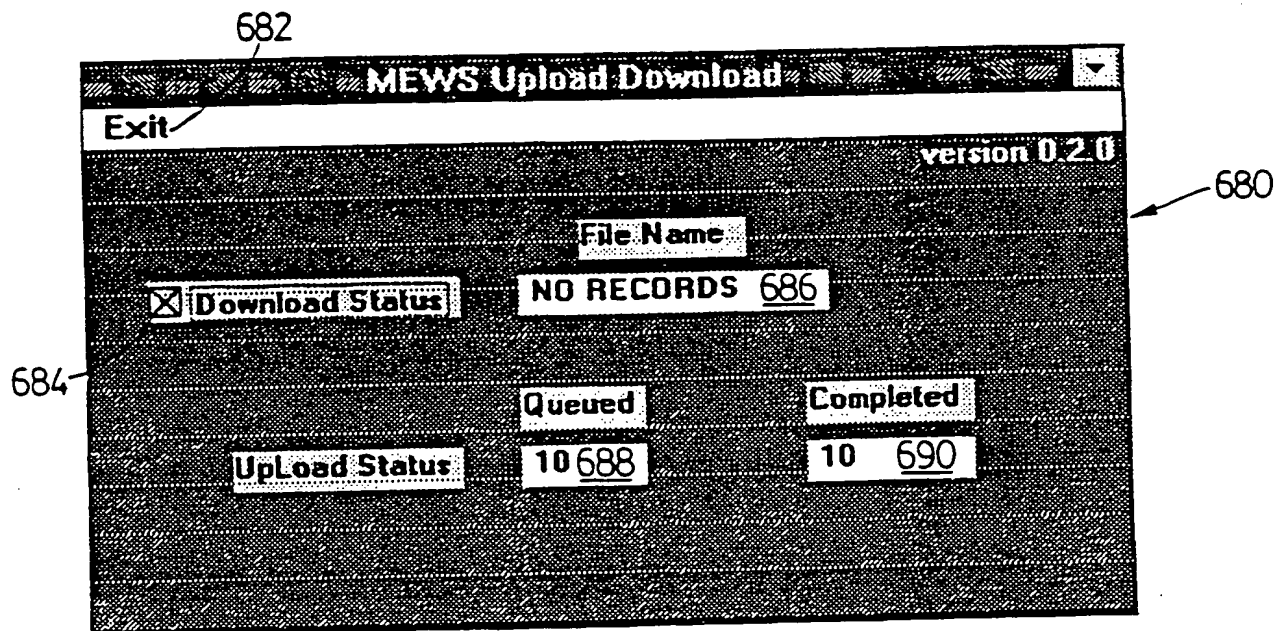 682
MEWS Upload Download
Exit
version 0.2.0
680
File Name
Download Status NO RECORDS 686
684
Queued Completed
UpLoad Status 10 688 10 690